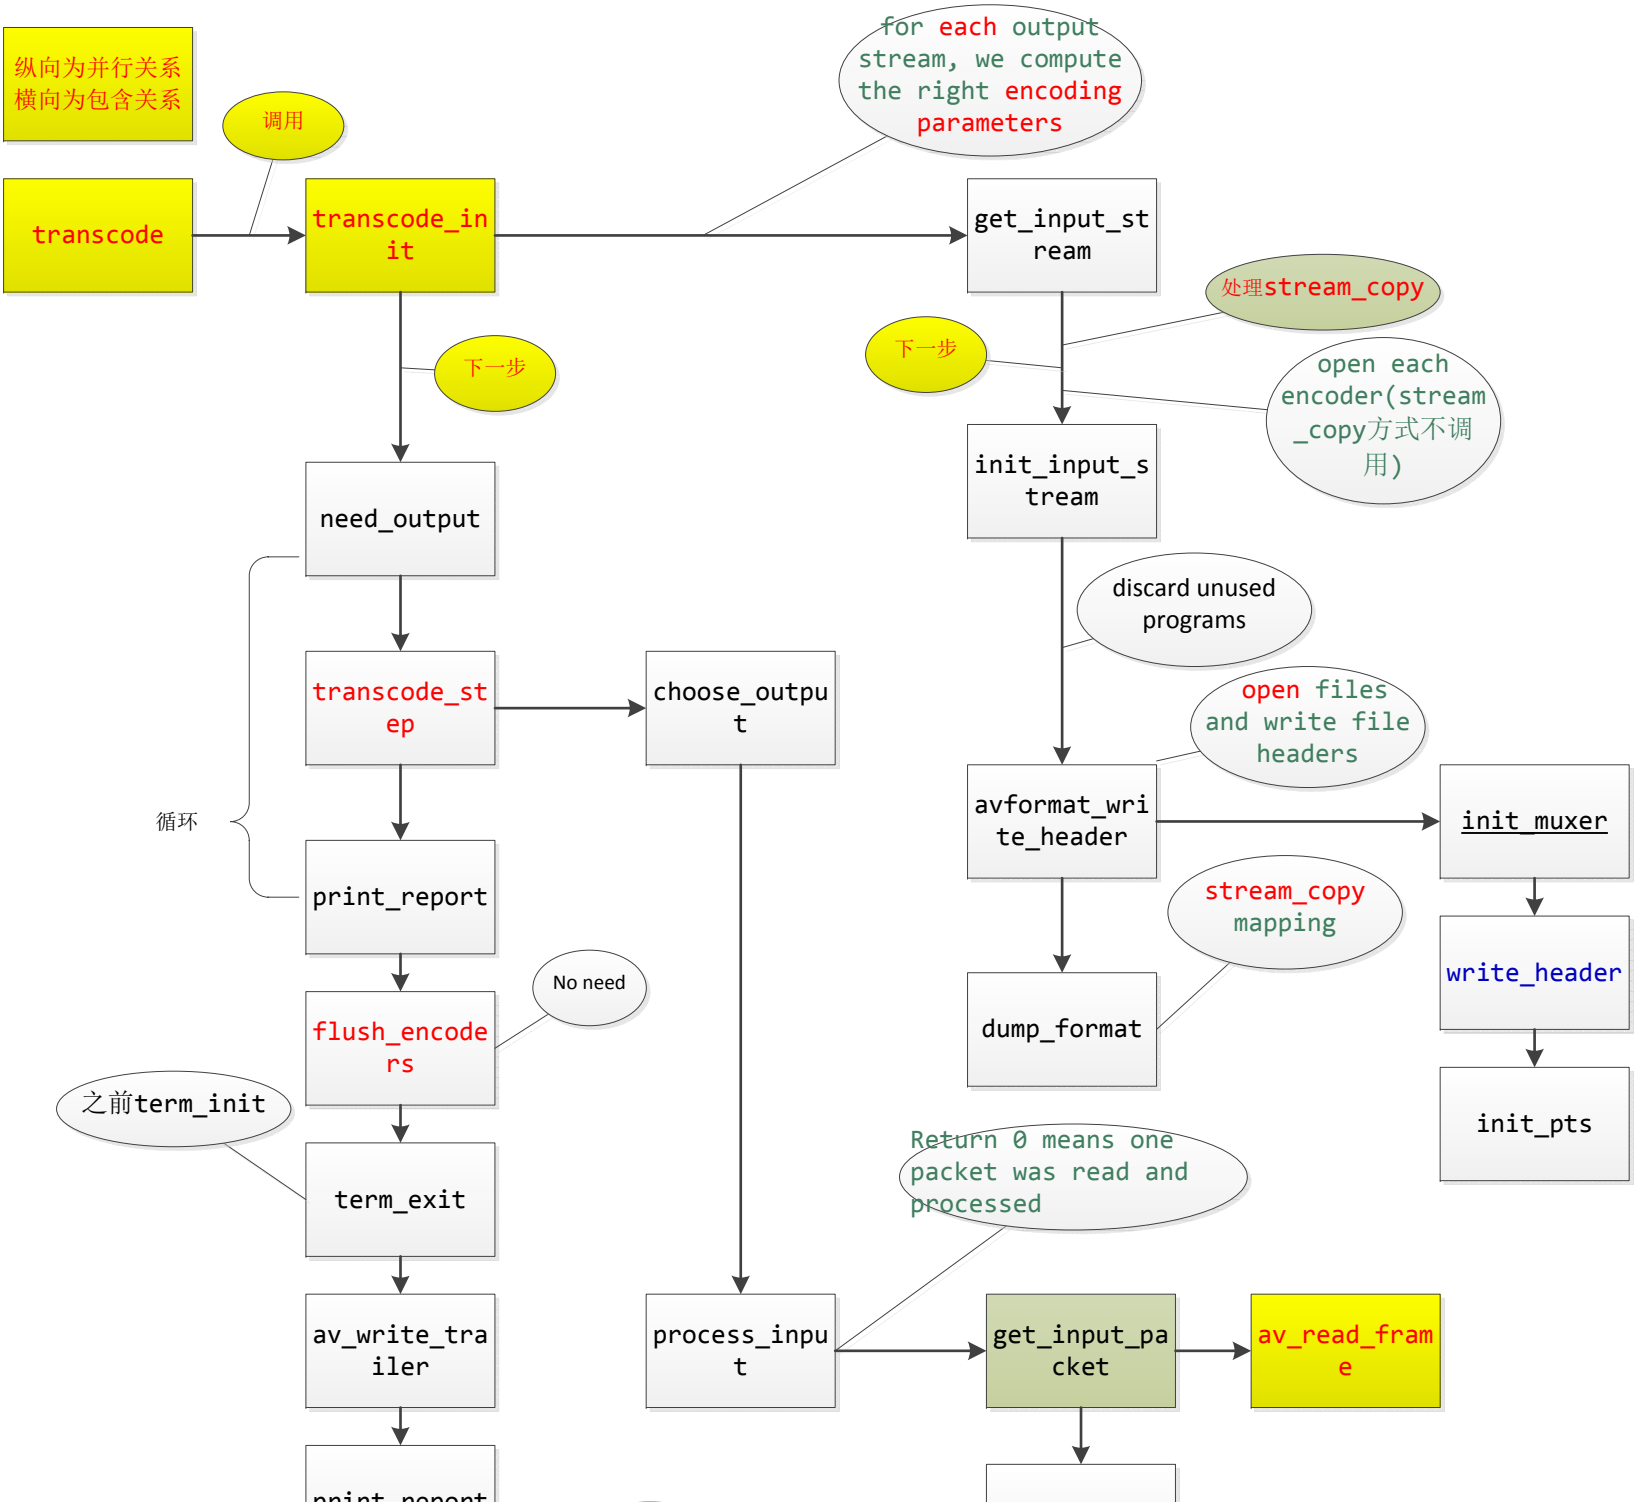 for each output
stream, we compute
the right encoding
parameters
纵向为并行关系
横向为包含关系
调用
transcode
transcode_in
it
get_input_st
ream
处理stream_copy
下一步
下一步
open each
encoder(stream
_copy方式不调
用)
need_output
init_input_s
tream
discard unused
programs
transcode_st
ep
choose_outpu
t
open files
and write file
headers
avformat_wri
te_header
init_muxer
循环
print_report
stream_copy
mapping
write_header
No need
flush_encode
rs
dump_format
之前term_init
init_pts
Return 0 means one
packet was read and
processed
term_exit
av_write_tra
iler
process_inpu
t
get_input_pa
cket
av_read_fram
e
print_report